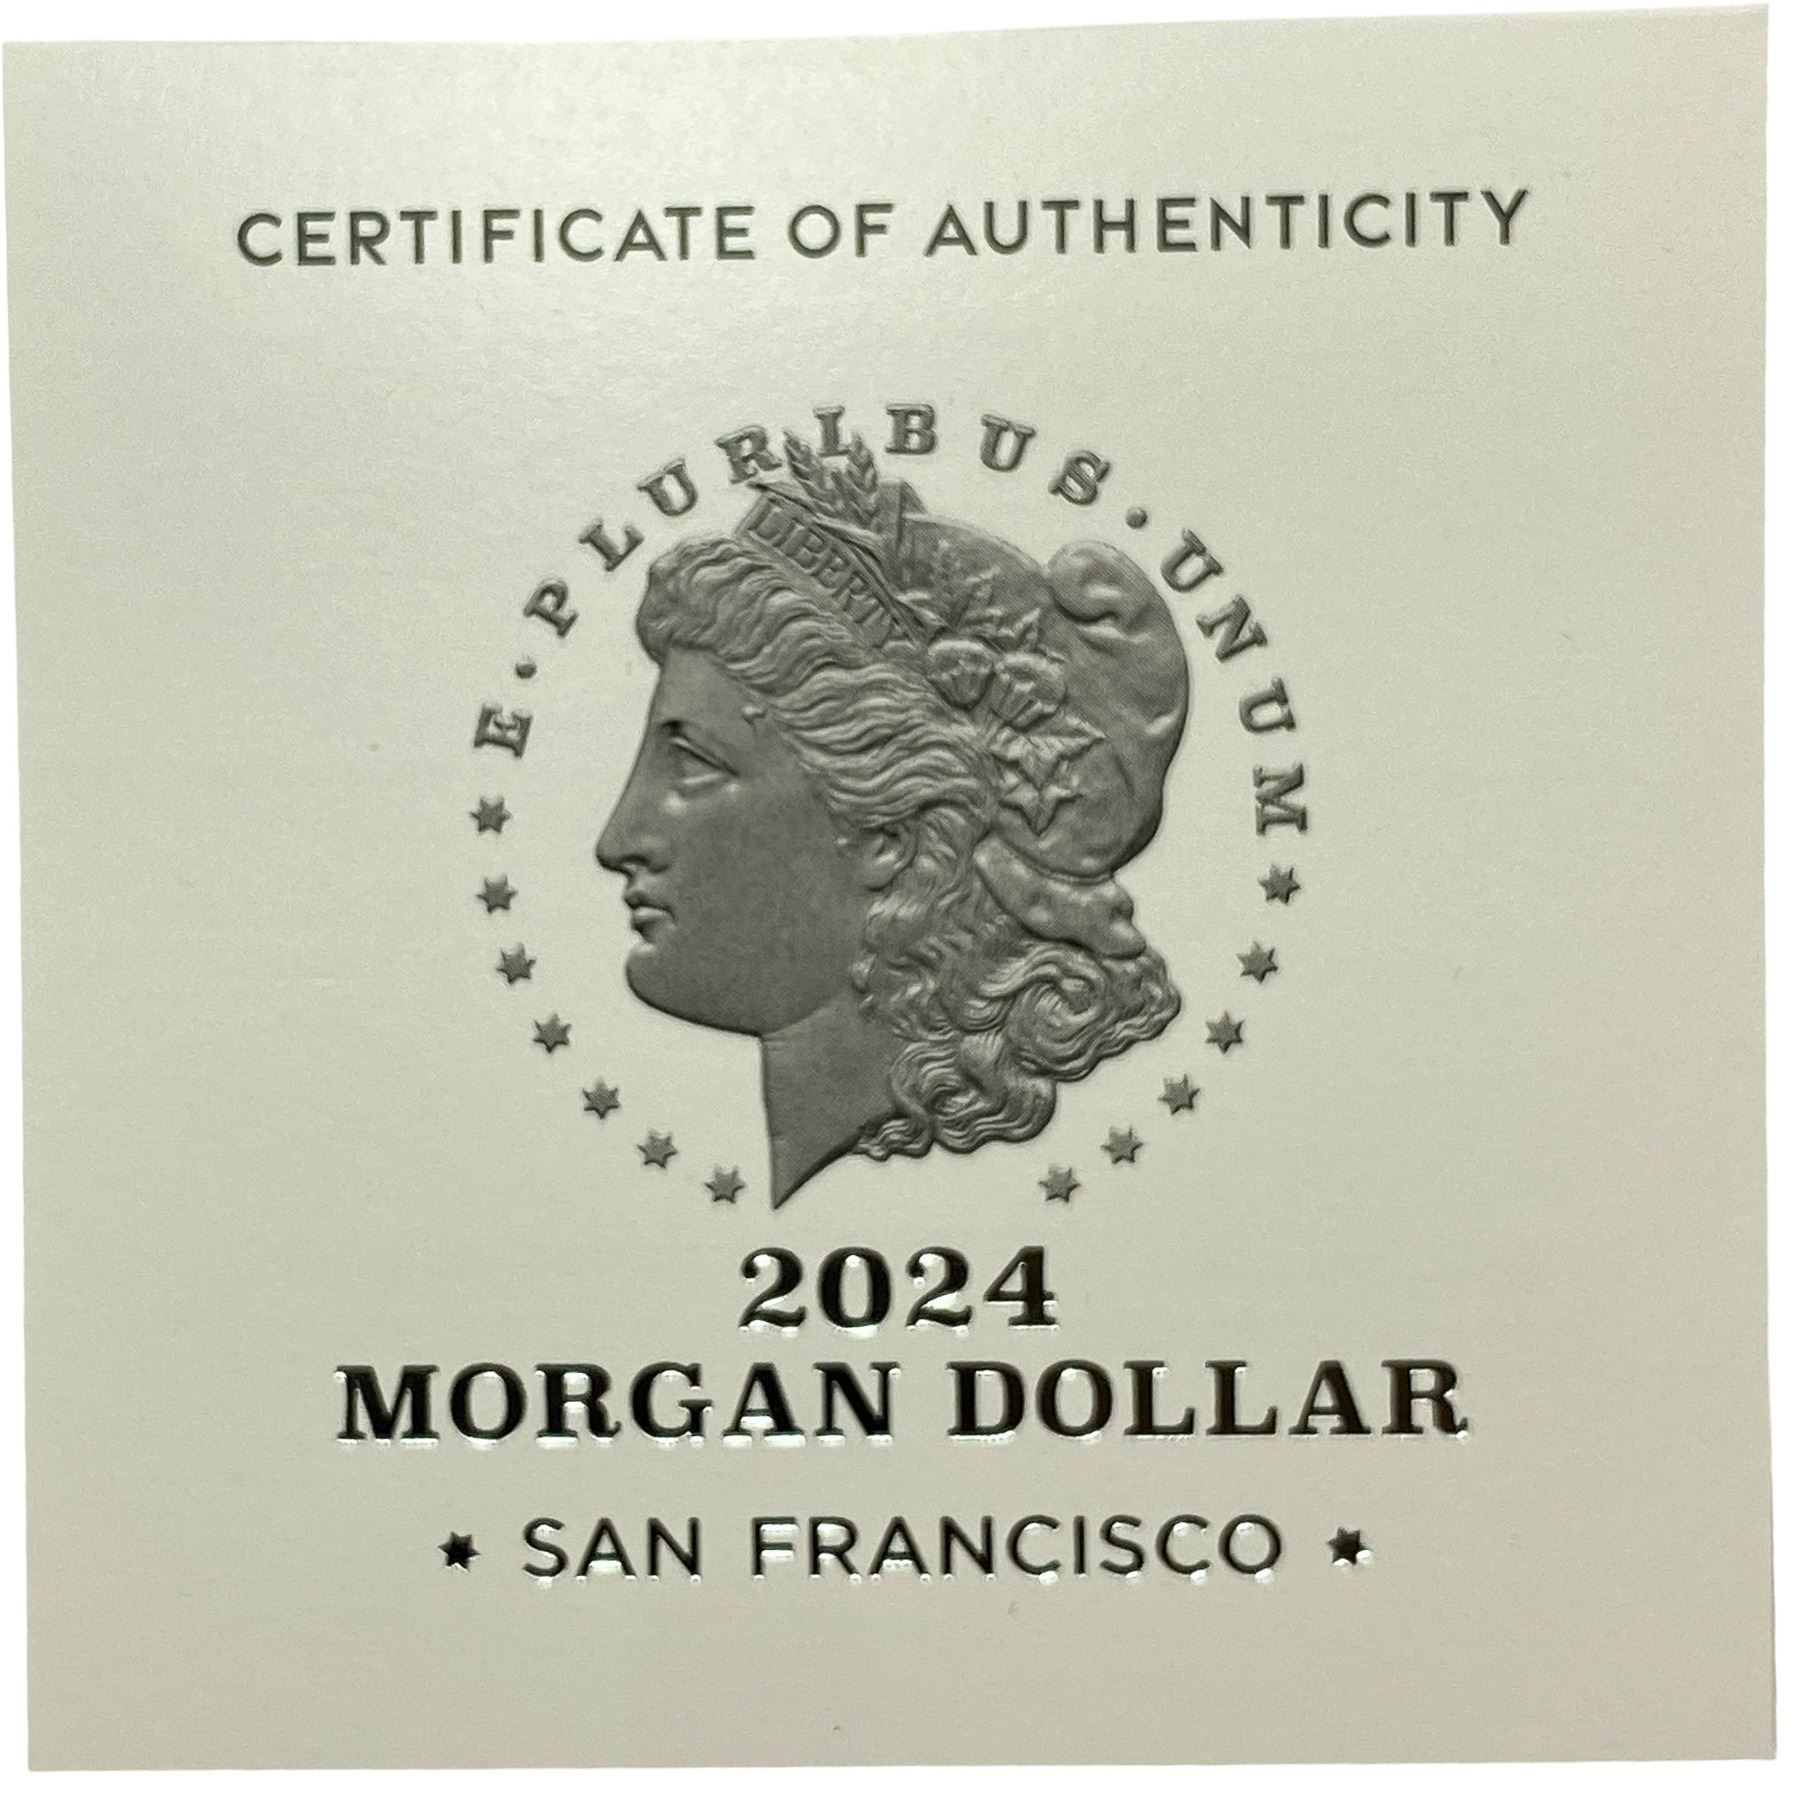 CERTIFICATE OF AUTHENTICITY
E·PLURIBUS·UNUM
LIBERTY
2024
MORGAN DOLLAR
SAN FRANCISCO